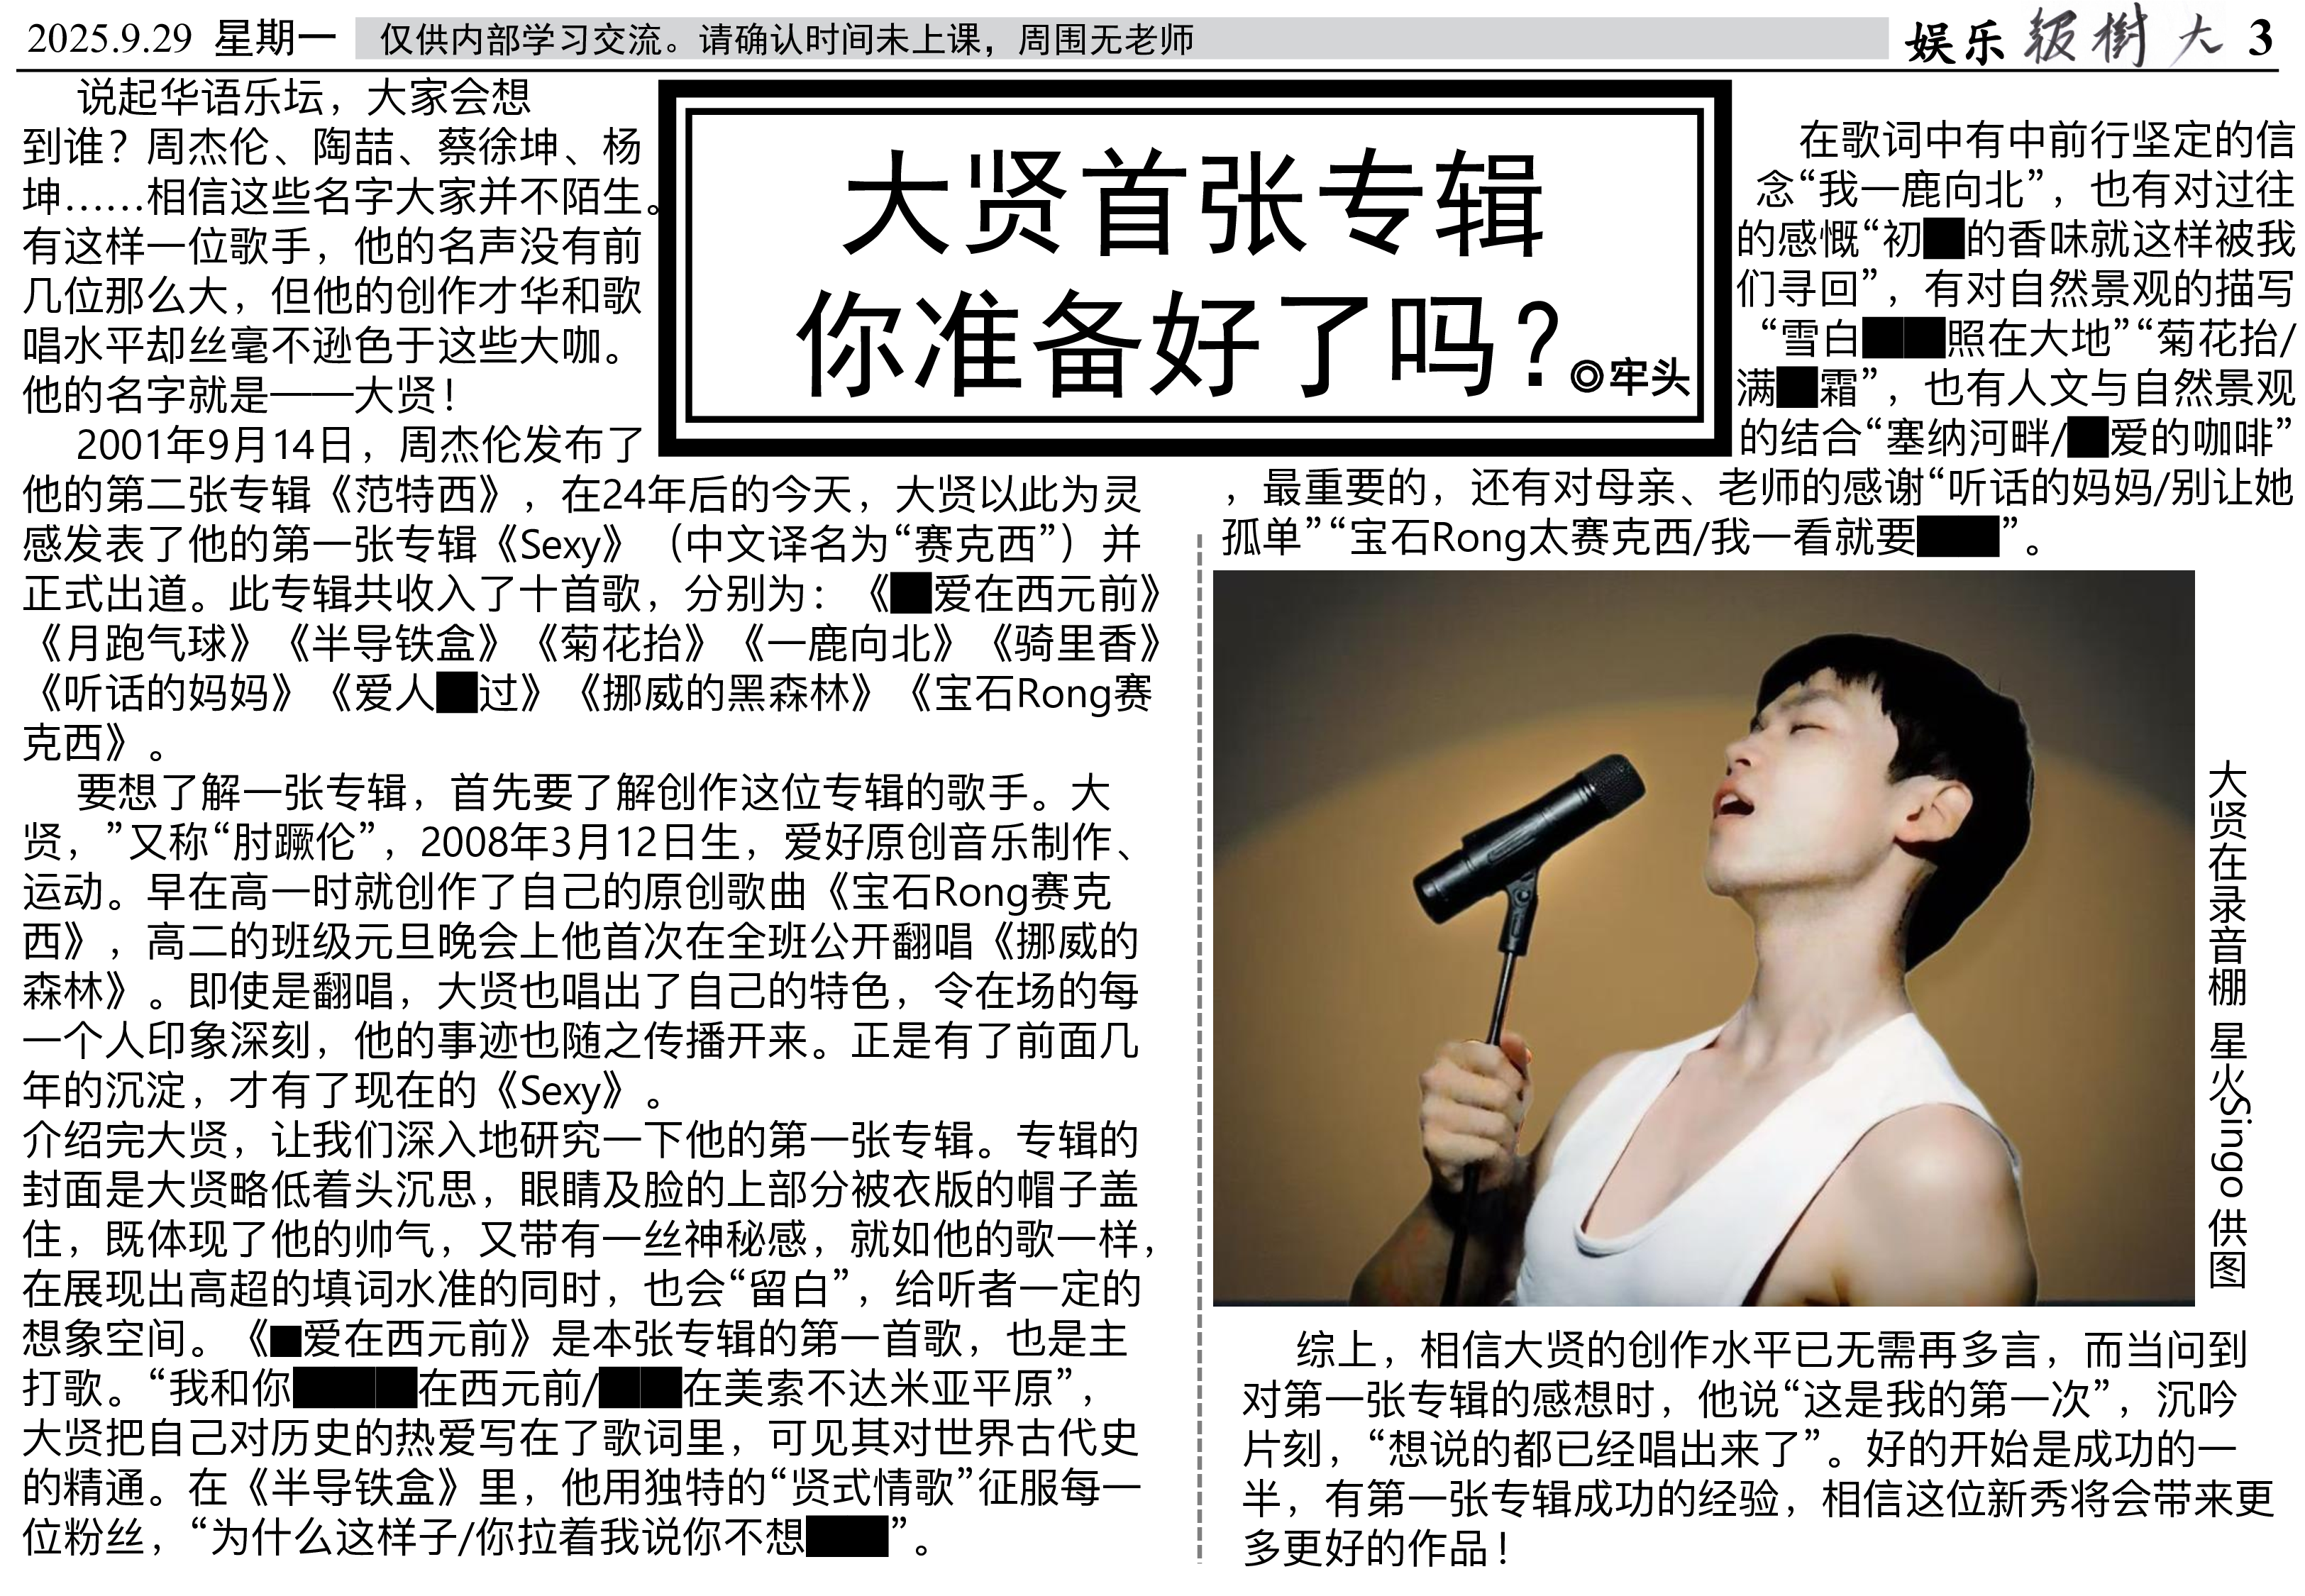 2025.9.29 星期一 仅供内部学习交流。请确认时间未上课，周围无老师 娱乐 级樹大 3
大贤首张专辑
你准备好了吗？
◎牢头
说起华语乐坛，大家会想
到谁？周杰伦、陶喆、蔡徐坤、杨
坤……相信这些名字大家并不陌生。
有这样一位歌手，他的名声没有前
几位那么大，但他的创作才华和歌
唱水平却丝毫不逊色于这些大咖。
他的名字就是——大贤！
2001年9月14日，周杰伦发布了
他的第二张专辑《范特西》，在24年后的今天，大贤以此为灵
感发表了他的第一张专辑《Sexy》（中文译名为“赛克西”）并
正式出道。此专辑共收入了十首歌，分别为：《█爱在西元前》
《月跑气球》《半导铁盒》《菊花抬》《一鹿向北》《骑里香》
《听话的妈妈》《爱人█过》《挪威的黑森林》《宝石Rong赛
克西》。
要想了解一张专辑，首先要了解创作这位专辑的歌手。大
贤，”又称“肘蹶伦”，2008年3月12日生，爱好原创音乐制作、
运动。早在高一时就创作了自己的原创歌曲《宝石Rong赛克
西》，高二的班级元旦晚会上他首次在全班公开翻唱《挪威的
森林》。即使是翻唱，大贤也唱出了自己的特色，令在场的每
一个人印象深刻，他的事迹也随之传播开来。正是有了前面几
年的沉淀，才有了现在的《Sexy》。
介绍完大贤，让我们深入地研究一下他的第一张专辑。专辑的
封面是大贤略低着头沉思，眼睛及脸的上部分被衣版的帽子盖
住，既体现了他的帅气，又带有一丝神秘感，就如他的歌一样，
在展现出高超的填词水准的同时，也会“留白”，给听者一定的
想象空间。《■爱在西元前》是本张专辑的第一首歌，也是主
打歌。“我和你███在西元前/██在美索不达米亚平原”，
大贤把自己对历史的热爱写在了歌词里，可见其对世界古代史
的精通。在《半导铁盒》里，他用独特的“贤式情歌”征服每一
位粉丝，“为什么这样子/你拉着我说你不想██”。
在歌词中有中前行坚定的信
念“我一鹿向北”，也有对过往
的感慨“初█的香味就这样被我
们寻回”，有对自然景观的描写
“雪白██照在大地”“菊花抬/
满█霜”，也有人文与自然景观
的结合“塞纳河畔/█爱的咖啡”
，最重要的，还有对母亲、老师的感谢“听话的妈妈/别让她
孤单”“宝石Rong太赛克西/我一看就要██”。
大贤在录音棚 星火Singo 供图
综上，相信大贤的创作水平已无需再多言，而当问到
对第一张专辑的感想时，他说“这是我的第一次”，沉吟
片刻，“想说的都已经唱出来了”。好的开始是成功的一
半，有第一张专辑成功的经验，相信这位新秀将会带来更
多更好的作品！